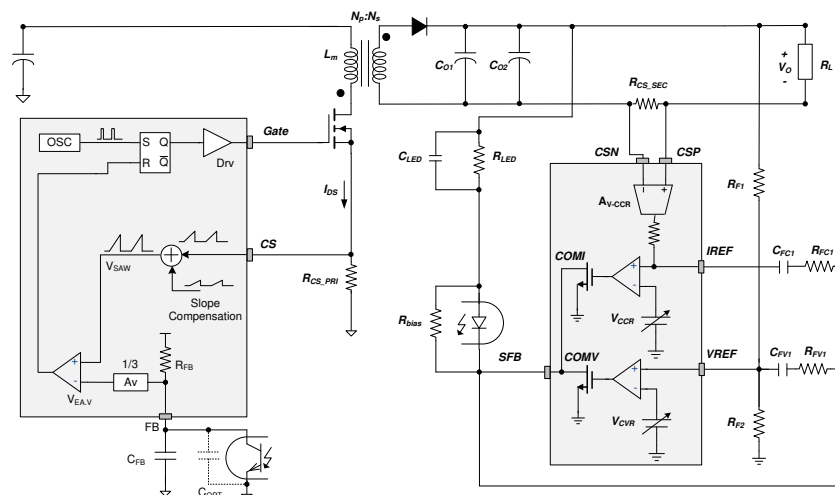 Np:Ns
Lm
CO1
CO2
+
VO
-
RL
RCS_SEC
OSC
S Q
R Q̅
Drv
Gate
CLED
RLED
CSN
CSP
- +
AV-CCR
RF1
IDS
CS
VSAW
+
Slope
Compensation
RCS_PRI
COMI
+
-
IREF
CFC1
RFC1
VCCR
Rbias
SFB
COMV
+
-
VREF
CFV1
RFV1
VCVR
RF2
1/3
Av
RFB
+
-
VEA.V
FB
CFB
COPT